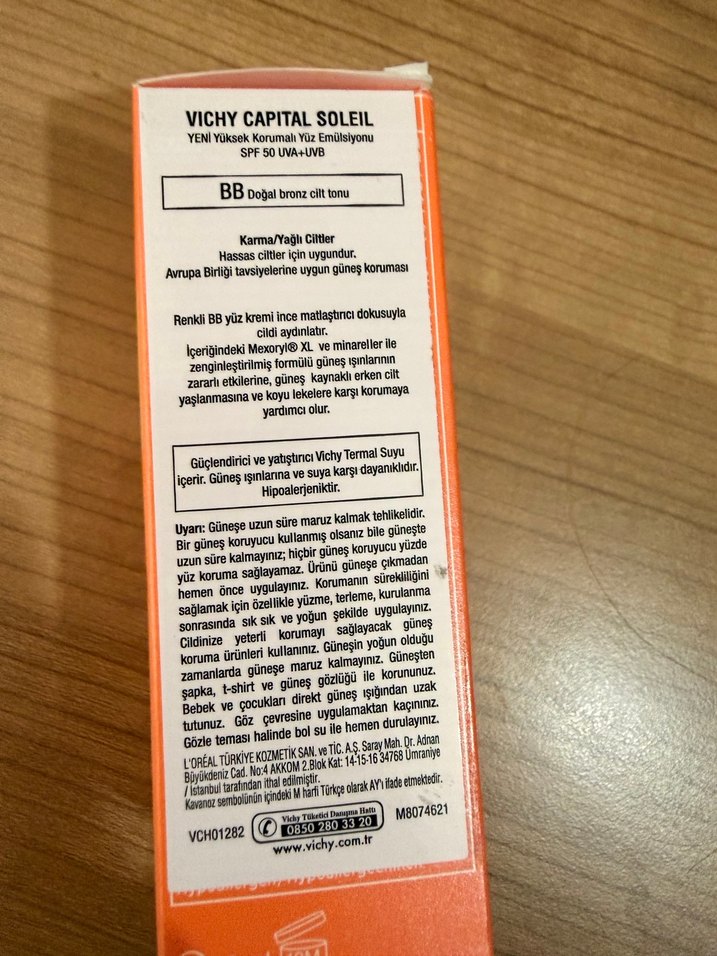 VICHY CAPITAL SOLEIL
YENİ Yüksek Korumalı Yüz Emülsiyonu
SPF 50 UVA+UVB
BB Doğal bronz cilt tonu
Karma/Yağlı Ciltler
Hassas ciltler için uygundur.
Avrupa Birliği tavsiyelerine uygun güneş koruması
Renkli BB yüz kremi ince matlaştırıcı dokusuyla
cildi aydınlatır.
İçeriğindeki Mexoryl® XL ve minareller ile
zenginleştirilmiş formülü güneş ışınlarının
zararlı etkilerine, güneş kaynaklı erken cilt
yaşlanmasına ve koyu lekelere karşı korumaya
yardımcı olur.
Güçlendirici ve yatıştırıcı Vichy Termal Suyu
içerir. Güneş ışınlarına ve suya karşı dayanıklıdır.
Hipoalerjeniktir.
Uyarı: Güneşe uzun süre maruz kalmak tehlikelidir.
Bir güneş koruyucu kullanmış olsanız bile güneşte
uzun süre kalmayınız; hiçbir güneş koruyucu yüzde
yüz koruma sağlayamaz. Ürünü güneşe çıkmadan
hemen önce uygulayınız. Korumanın sürekliliğini
sağlamak için özellikle yüzme, terleme, kurulanma
sonrasında sık sık ve yoğun şekilde uygulayınız.
Cildinize yeterli korumayı sağlayacak güneş
koruma ürünleri kullanınız. Güneşin yoğun olduğu
zamanlarda güneşe maruz kalmayınız. Güneşten
şapka, t-shirt ve güneş gözlüğü ile korununuz.
Bebek ve çocukları direkt güneş ışığından uzak
tutunuz. Göz çevresine uygulamaktan kaçınınız.
Gözle teması halinde bol su ile hemen durulayınız.
L'ORÉAL TÜRKİYE KOZMETİK SAN. ve TİC. A.Ş. Saray Mah. Dr. Adnan
Büyükdeniz Cad. No:4 AKKOM 2.Blok Kat: 14-15-16 34768 Ümraniye
/ İstanbul tarafından ithal edilmiştir.
Kavanoz sembolünün içindeki M harfi Türkçe olarak AY'ı ifade etmektedir.
VCH01282 Vichy Tüketici Danışma Hattı M8074621
0850 280 33 20
www.vichy.com.tr